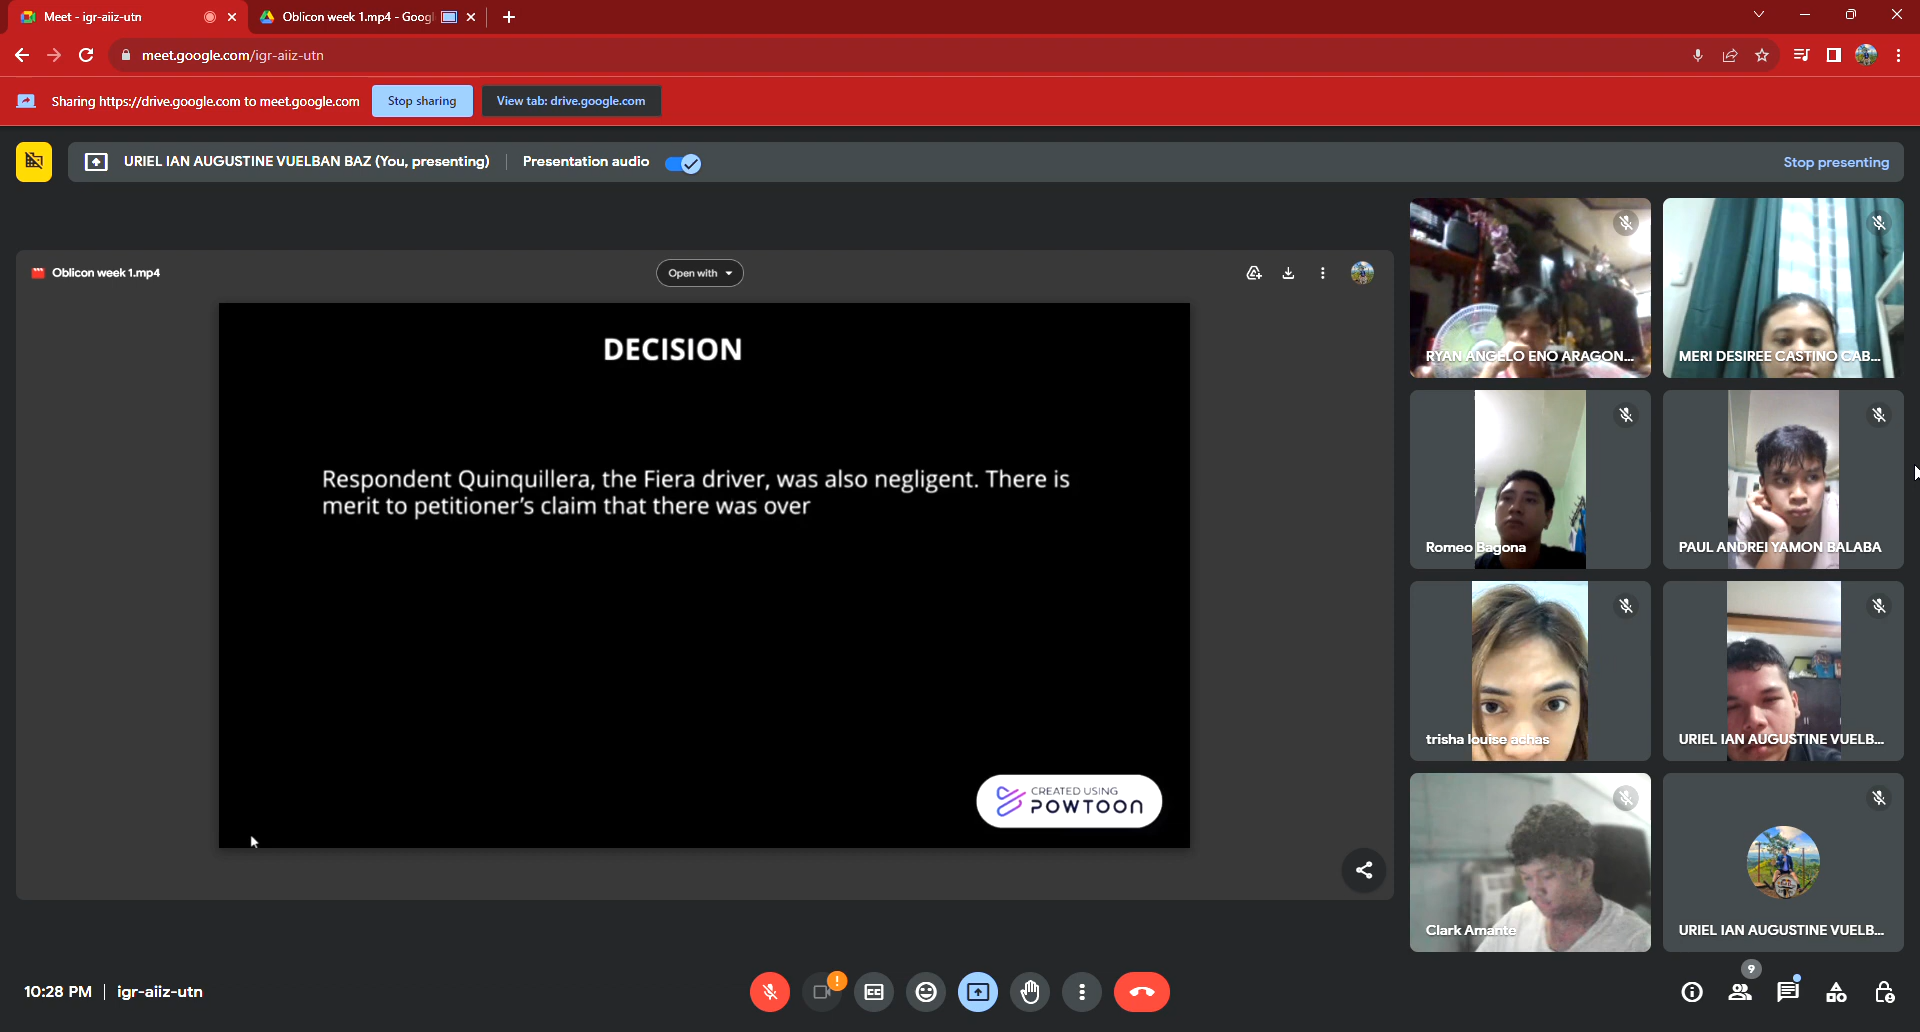 Meet - igr-aiiz-utn
Oblicon week 1.mp4 - Goog
meet.google.com/igr-aiiz-utn
Sharing https://drive.google.com to meet.google.com
Stop sharing
View tab: drive.google.com
URIEL IAN AUGUSTINE VUELBAN BAZ (You, presenting)
Presentation audio
Stop presenting
Oblicon week 1.mp4
Open with
DECISION
Respondent Quinquillera, the Fiera driver, was also negligent. There is
merit to petitioner’s claim that there was over
CREATED USING
POWTOON
RYAN ANGELO ENO ARAGON...
MERI DESIREE CASTINO CAB...
Romeo Bagona
PAUL ANDREI YAMON BALABA
trisha louise achas
URIEL IAN AUGUSTINE VUELB...
Clark Amante
URIEL IAN AUGUSTINE VUELB...
10:28 PM | igr-aiiz-utn
CC
9